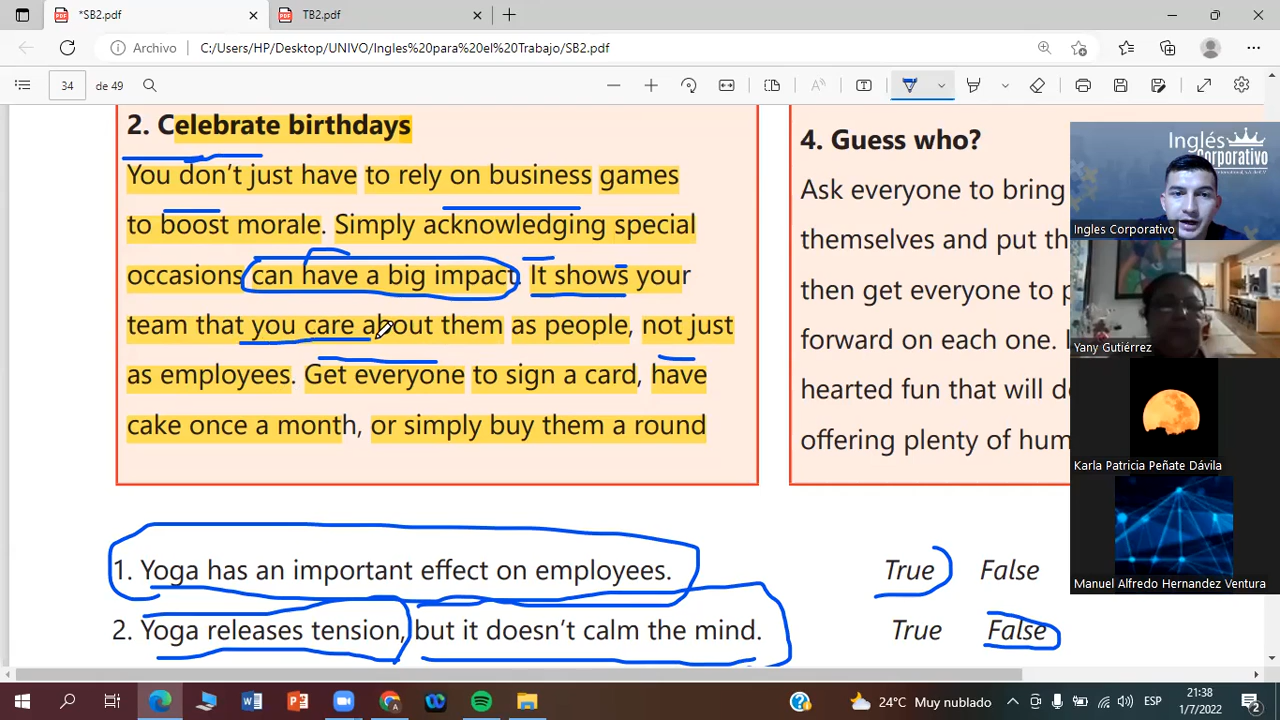 *SB2.pdf
TB2.pdf
Archivo C:/Users/HP/Desktop/UNIVO/Ingles%20para%20el%20Trabajo/SB2.pdf
34 de 49
2. Celebrate birthdays
You don't just have to rely on business games
to boost morale. Simply acknowledging special
occasions can have a big impact. It shows your
team that you care about them as people, not just
as employees. Get everyone to sign a card, have
cake once a month, or simply buy them a round
4. Guess who?
Ask everyone to bring
themselves and put th
then get everyone to p
forward on each one. I
hearted fun that will de
offering plenty of hum
1. Yoga has an important effect on employees. True False
2. Yoga releases tension, but it doesn't calm the mind. True False
Inglés
Corporativo
Ingles Corporativo
Yany Gutiérrez
Karla Patricia Peñate Dávila
Manuel Alfredo Hernandez Ventura
24°C Muy nublado
ESP
21:38
1/7/2022
2